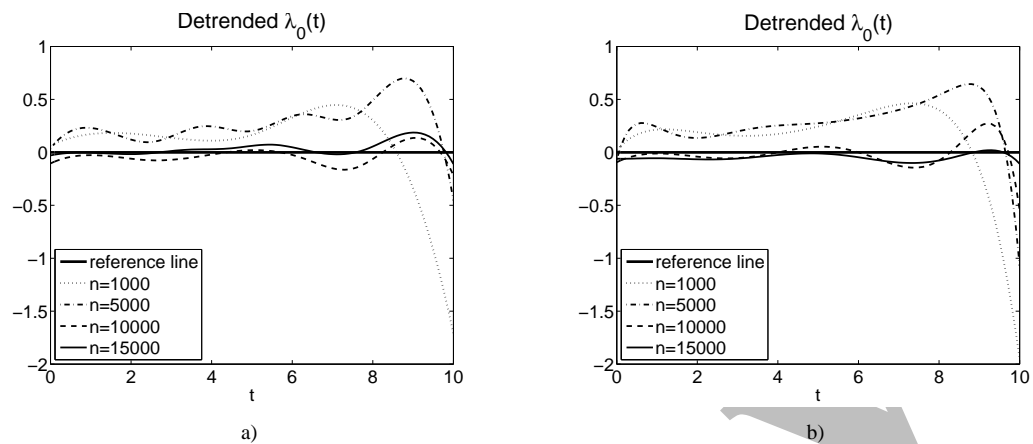 Detrended λ₀(t)
1
0.5
0
−0.5
−1
−1.5
−2
0 2 4 6 8 10
t
reference line
n=1000
n=5000
n=10000
n=15000
a)
Detrended λ₀(t)
1
0.5
0
−0.5
−1
−1.5
−2
0 2 4 6 8 10
t
reference line
n=1000
n=5000
n=10000
n=15000
b)